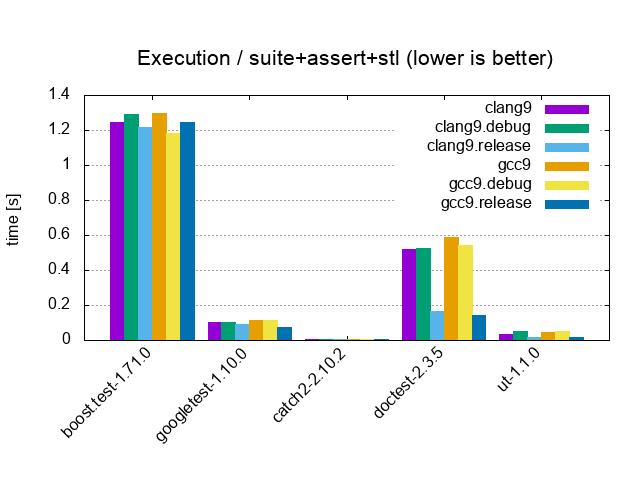 Execution / suite+assert+stl (lower is better)
time [s]
1.4
1.2
1
0.8
0.6
0.4
0.2
0
clang9
clang9.debug
clang9.release
gcc9
gcc9.debug
gcc9.release
boost.test-1.71.0
googletest-1.10.0
catch2-2.10.2
doctest-2.3.5
ut-1.1.0